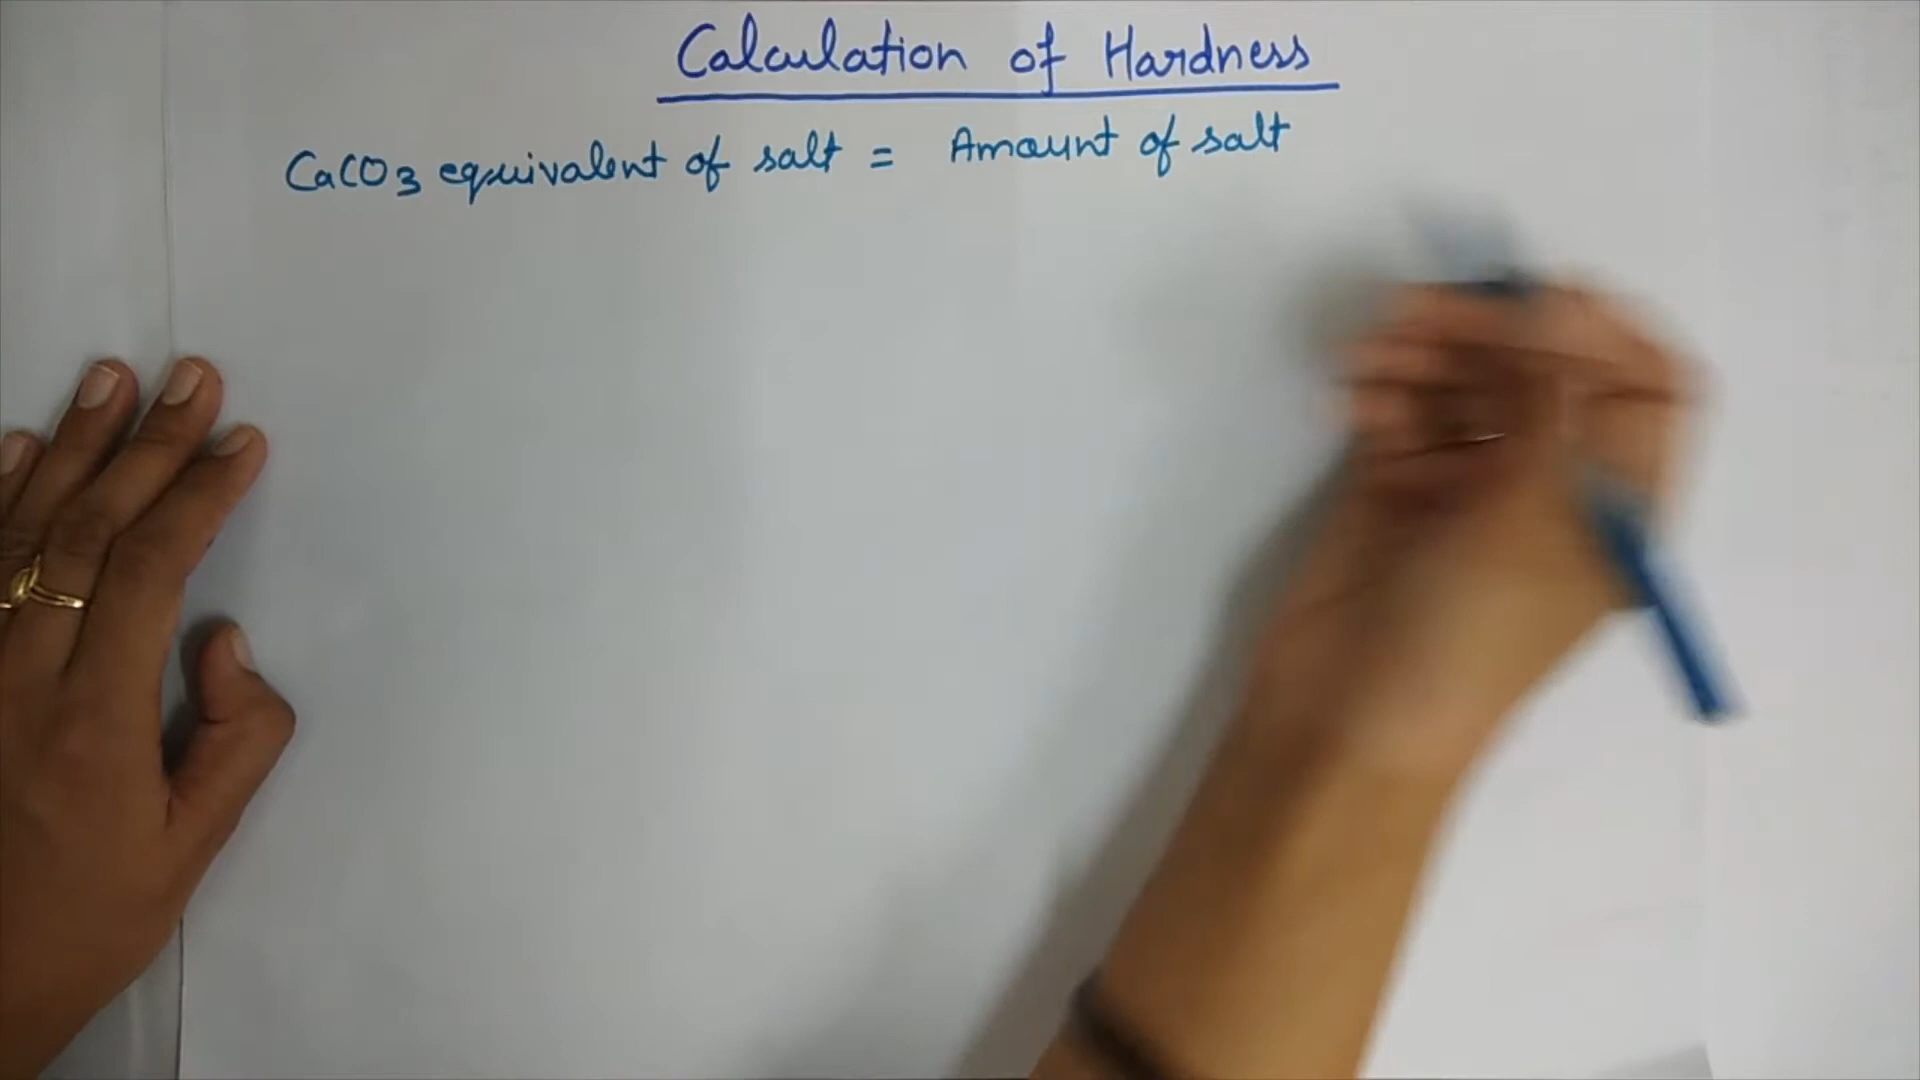 Calculation of Hardness
CaCO3 equivalent of salt = Amount of salt